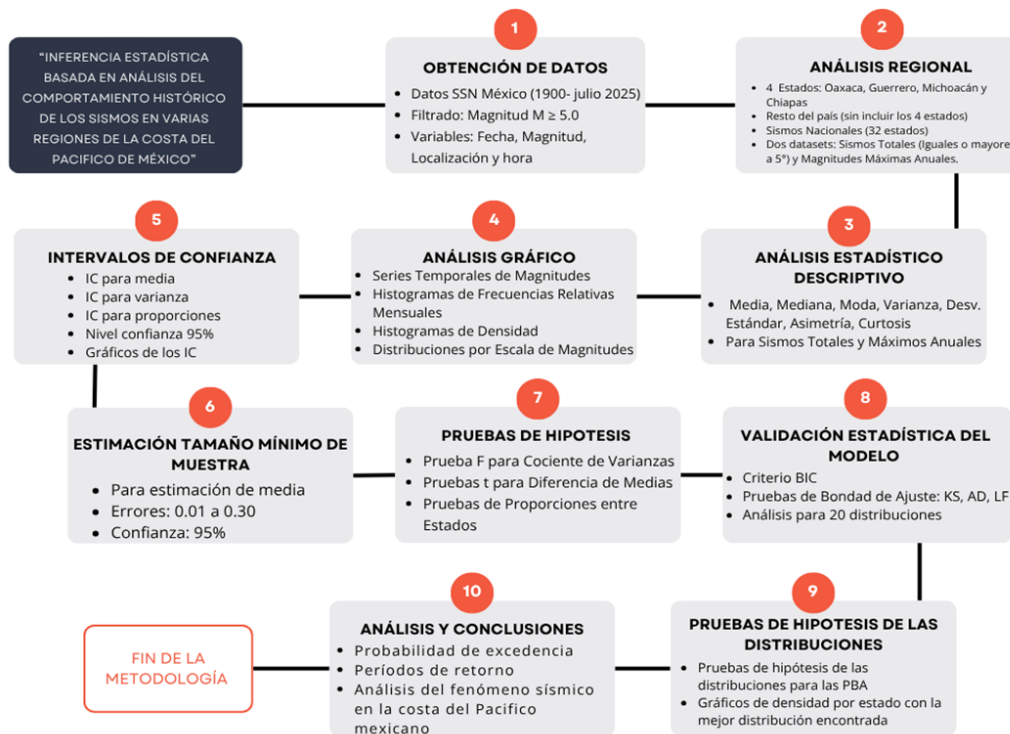 "INFERENCIA ESTADÍSTICA
BASADA EN ANÁLISIS DEL
COMPORTAMIENTO HISTÓRICO
DE LOS SISMOS EN VARIAS
REGIONES DE LA COSTA DEL
PACIFICO DE MÉXICO"
1
OBTENCIÓN DE DATOS
• Datos SSN México (1900- julio 2025)
• Filtrado: Magnitud M ≥ 5.0
• Variables: Fecha, Magnitud,
Localización y hora
2
ANÁLISIS REGIONAL
• 4 Estados: Oaxaca, Guerrero, Michoacán y
Chiapas
• Resto del país (sin incluir los 4 estados)
• Sismos Nacionales (32 estados)
• Dos datasets: Sismos Totales (Iguales o mayore
a 5°) y Magnitudes Máximas Anuales.
3
ANÁLISIS ESTADÍSTICO
DESCRIPTIVO
• Media, Mediana, Moda, Varianza, Desv.
Estándar, Asimetría, Curtosis
• Para Sismos Totales y Máximos Anuales
4
ANÁLISIS GRÁFICO
• Series Temporales de Magnitudes
• Histogramas de Frecuencias Relativas
Mensuales
• Histogramas de Densidad
• Distribuciones por Escala de Magnitudes
5
INTERVALOS DE CONFIANZA
• IC para media
• IC para varianza
• IC para proporciones
• Nivel confianza 95%
• Gráficos de los IC
6
ESTIMACIÓN TAMAÑO MÍNIMO DE
MUESTRA
• Para estimación de media
• Errores: 0.01 a 0.30
• Confianza: 95%
7
PRUEBAS DE HIPOTESIS
• Prueba F para Cociente de Varianzas
• Pruebas t para Diferencia de Medias
• Pruebas de Proporciones entre
Estados
8
VALIDACIÓN ESTADÍSTICA DEL
MODELO
• Criterio BIC
• Pruebas de Bondad de Ajuste: KS, AD, LF
• Análisis para 20 distribuciones
9
PRUEBAS DE HIPOTESIS DE LAS
DISTRIBUCIONES
• Pruebas de hipótesis de las
distribuciones para las PBA
• Gráficos de densidad por estado con la
mejor distribución encontrada
10
ANÁLISIS Y CONCLUSIONES
• Probabilidad de excedencia
• Períodos de retorno
• Análisis del fenómeno sísmico
en la costa del Pacifico
mexicano
FIN DE LA
METODOLOGÍA